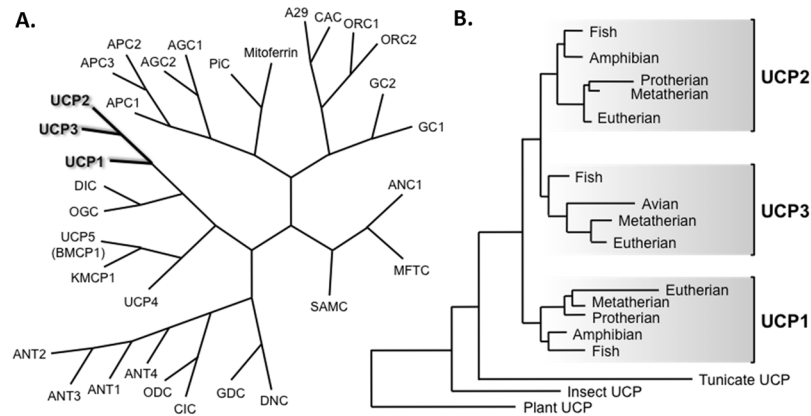 A.
A29
CAC
ORC1
ORC2
APC2
AGC1
APC3
AGC2
PiC
Mitoferrin
GC2
GC1
UCP2
APC1
UCP3
UCP1
DIC
OGC
ANC1
UCP5
(BMCP1)
KMCP1
MFTC
UCP4
SAMC
ANT2
ANT3
ANT1
ANT4
ODC
CIC
GDC
DNC
B.
Fish
Amphibian
Protherian
Metatherian
Eutherian
UCP2
Fish
Avian
Metatherian
Eutherian
UCP3
Eutherian
Metatherian
Protherian
Amphibian
Fish
UCP1
Tunicate UCP
Insect UCP
Plant UCP